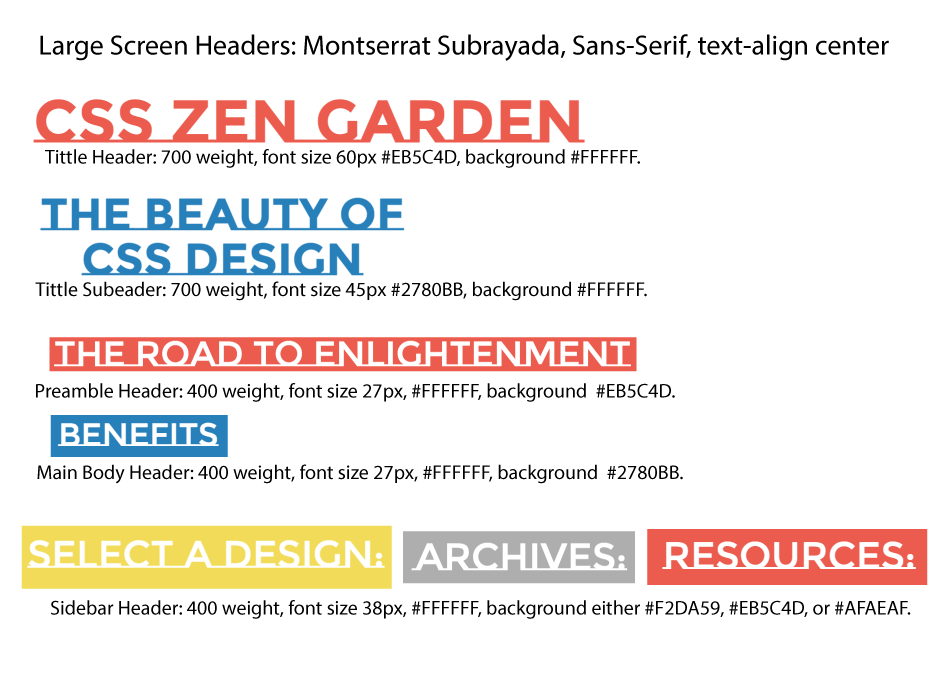 Large Screen Headers: Montserrat Subrayada, Sans-Serif, text-align center
CSS ZEN GARDEN
Tittle Header: 700 weight, font size 60px #EB5C4D, background #FFFFFF.
THE BEAUTY OF
CSS DESIGN
Tittle Subeader: 700 weight, font size 45px #2780BB, background #FFFFFF.
THE ROAD TO ENLIGHTENMENT
Preamble Header: 400 weight, font size 27px, #FFFFFF, background  #EB5C4D.
BENEFITS
Main Body Header: 400 weight, font size 27px, #FFFFFF, background  #2780BB.
SELECT A DESIGN: ARCHIVES: RESOURCES:
Sidebar Header: 400 weight, font size 38px, #FFFFFF, background either #F2DA59, #EB5C4D, or #AFAEAF.